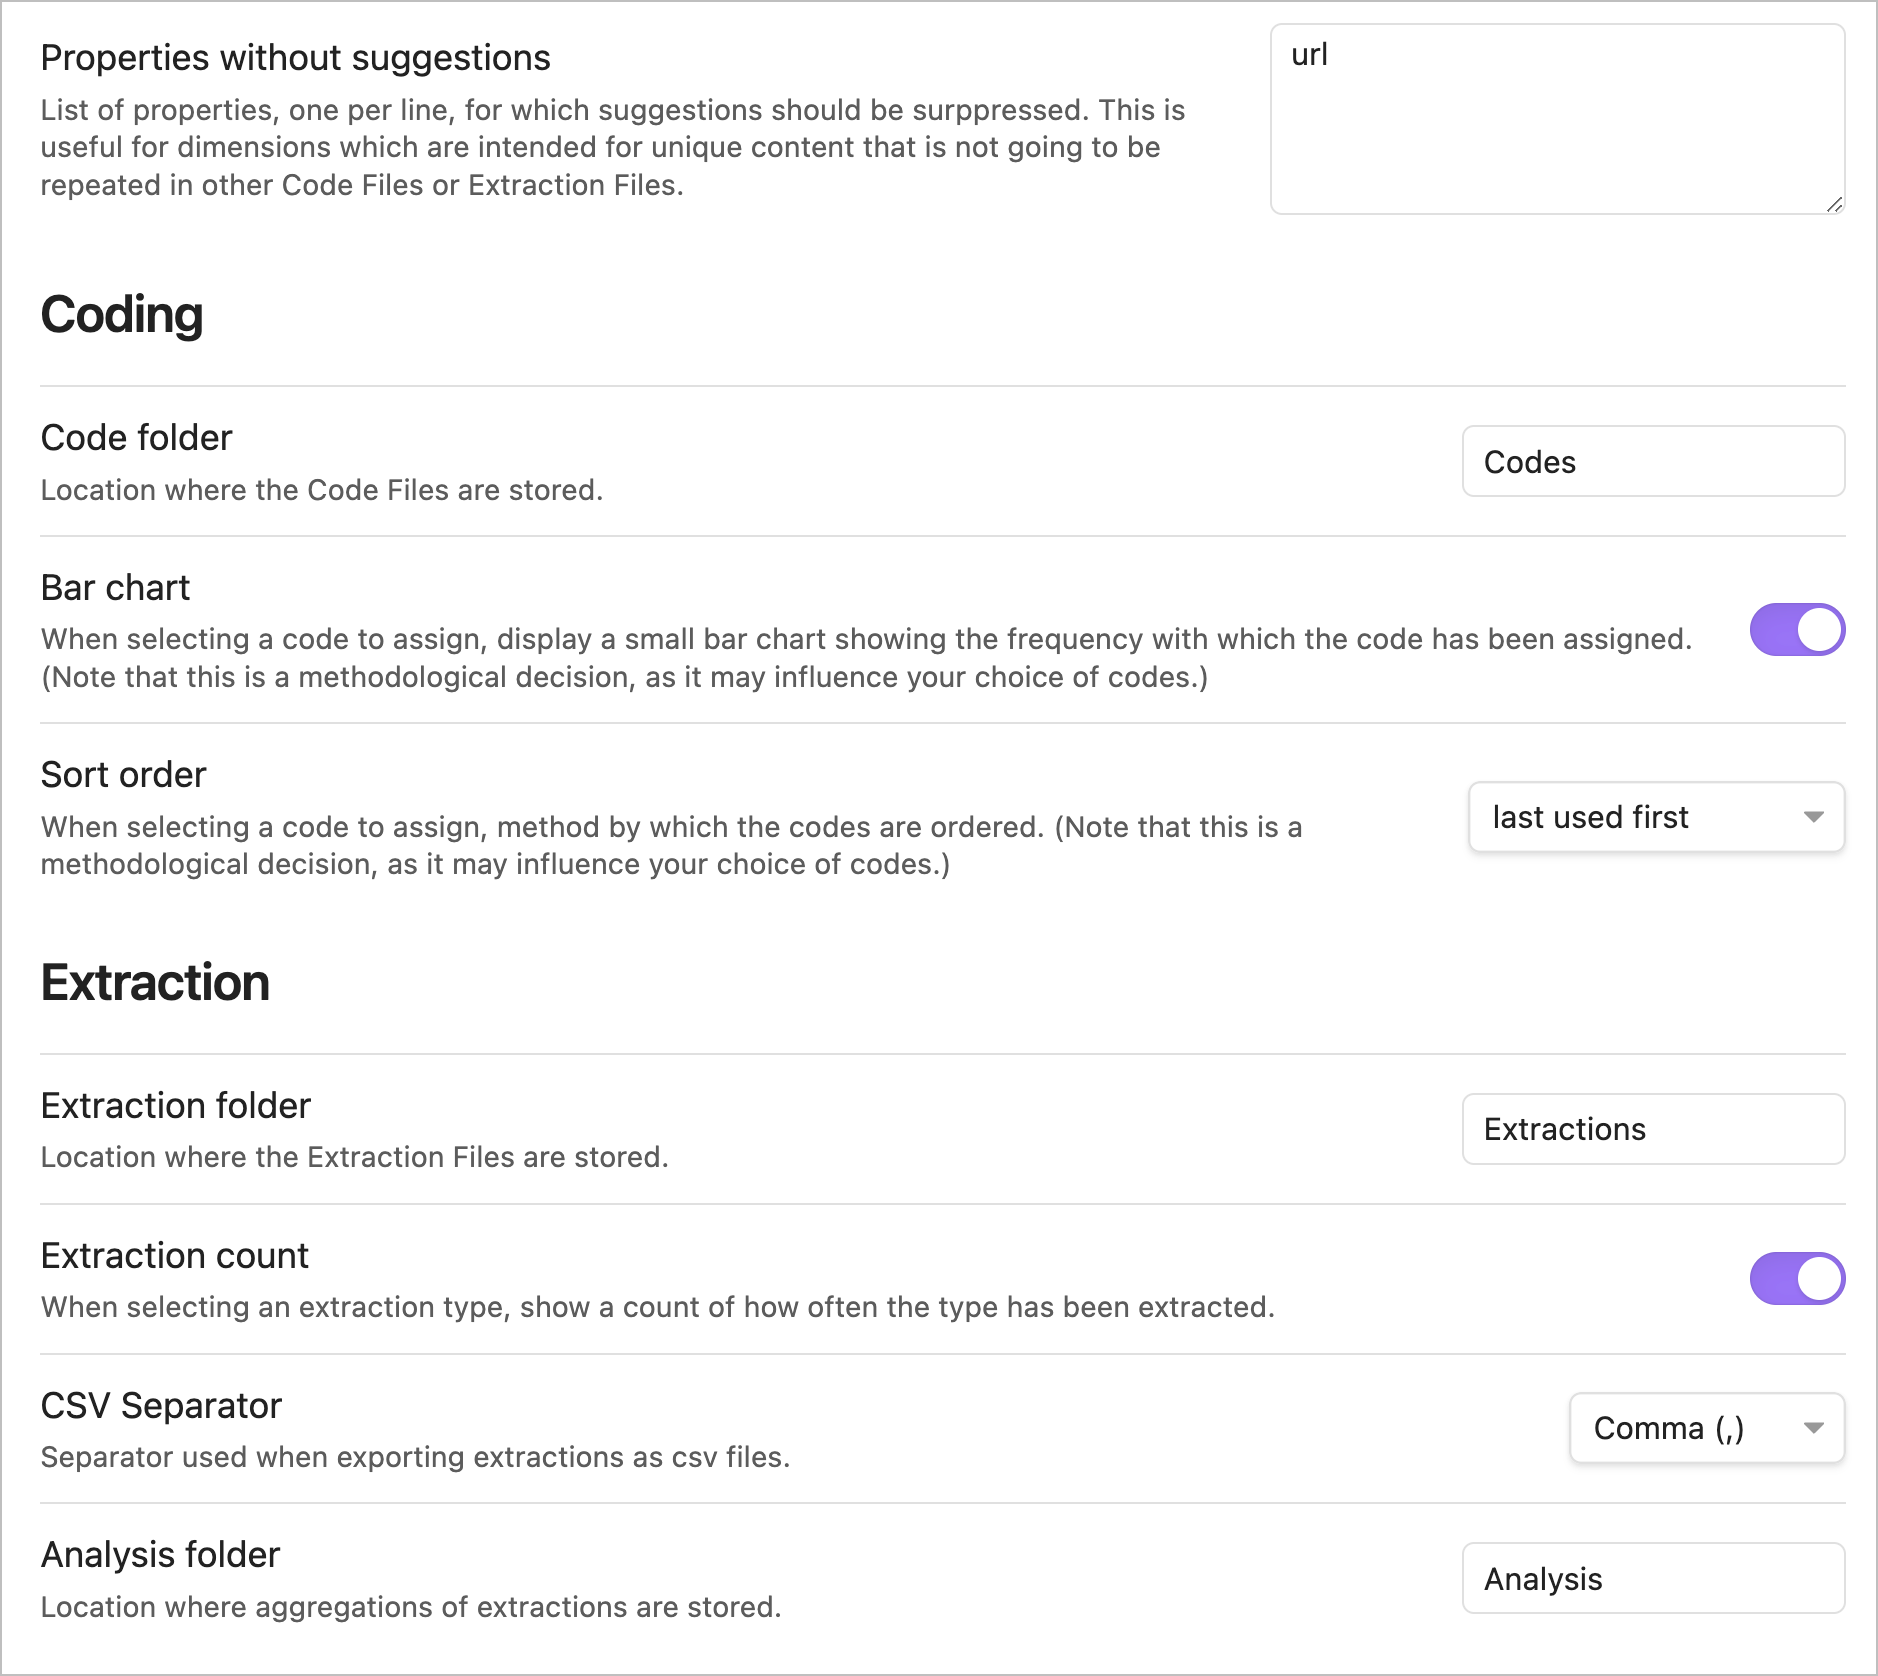 Properties without suggestions
url
List of properties, one per line, for which suggestions should be surppressed. This is
useful for dimensions which are intended for unique content that is not going to be
repeated in other Code Files or Extraction Files.
Coding
Code folder
Codes
Location where the Code Files are stored.
Bar chart
When selecting a code to assign, display a small bar chart showing the frequency with which the code has been assigned.
(Note that this is a methodological decision, as it may influence your choice of codes.)
Sort order
last used first
When selecting a code to assign, method by which the codes are ordered. (Note that this is a
methodological decision, as it may influence your choice of codes.)
Extraction
Extraction folder
Extractions
Location where the Extraction Files are stored.
Extraction count
When selecting an extraction type, show a count of how often the type has been extracted.
CSV Separator
Comma (,)
Separator used when exporting extractions as csv files.
Analysis folder
Analysis
Location where aggregations of extractions are stored.